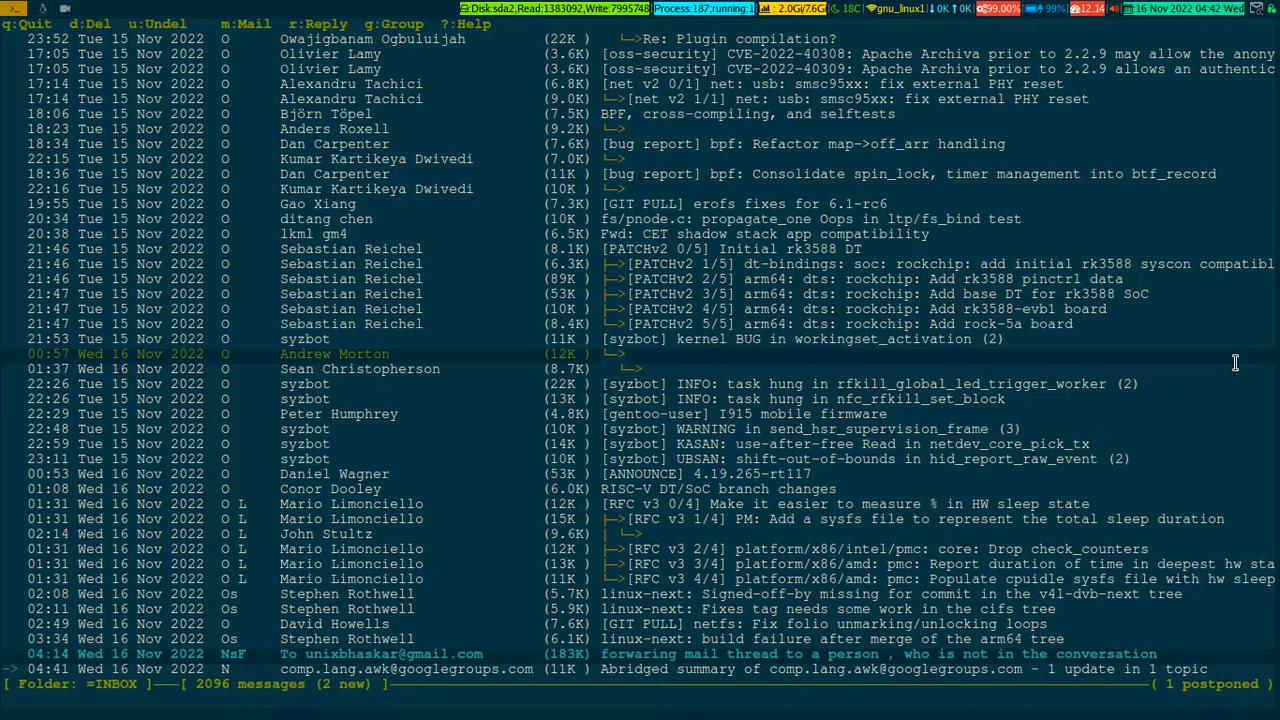 Disk:sda2,Read:1383092,Write:7995748 Process:187;running:1 : 2.0Gi/7.6G 18C gnu_linux1 0K 0K 99.00% 99% 12.14 :16 Nov 2022 04:42 Wed
q:Quit d:Del u:Undel m:Mail r:Reply g:Group ?:Help
23:52 Tue 15 Nov 2022 O Owajigbanam Ogbuluijah (22K ) └─>Re: Plugin compilation?
17:05 Tue 15 Nov 2022 O Olivier Lamy (3.6K) [oss-security] CVE-2022-40308: Apache Archiva prior to 2.2.9 may allow the anony
17:05 Tue 15 Nov 2022 O Olivier Lamy (3.6K) [oss-security] CVE-2022-40309: Apache Archiva prior to 2.2.9 allows an authentic
17:14 Tue 15 Nov 2022 O Alexandru Tachici (6.8K) [net v2 0/1] net: usb: smsc95xx: fix external PHY reset
17:14 Tue 15 Nov 2022 O Alexandru Tachici (9.0K) └─>[net v2 1/1] net: usb: smsc95xx: fix external PHY reset
18:06 Tue 15 Nov 2022 O Björn Töpel (7.5K) BPF, cross-compiling, and selftests
18:23 Tue 15 Nov 2022 O Anders Roxell (9.2K) └─>
18:34 Tue 15 Nov 2022 O Dan Carpenter (7.6K) [bug report] bpf: Refactor map->off_arr handling
22:15 Tue 15 Nov 2022 O Kumar Kartikeya Dwivedi (7.0K) └─>
18:36 Tue 15 Nov 2022 O Dan Carpenter (11K ) [bug report] bpf: Consolidate spin_lock, timer management into btf_record
22:16 Tue 15 Nov 2022 O Kumar Kartikeya Dwivedi (10K ) └─>
19:55 Tue 15 Nov 2022 O Gao Xiang (7.3K) [GIT PULL] erofs fixes for 6.1-rc6
20:34 Tue 15 Nov 2022 O ditang chen (10K ) fs/pnode.c: propagate_one Oops in ltp/fs_bind test
20:38 Tue 15 Nov 2022 O lkml gm4 (6.5K) Fwd: CET shadow stack app compatibility
21:46 Tue 15 Nov 2022 O Sebastian Reichel (8.1K) [PATCHv2 0/5] Initial rk3588 DT
21:46 Tue 15 Nov 2022 O Sebastian Reichel (6.3K) ├─>[PATCHv2 1/5] dt-bindings: soc: rockchip: add initial rk3588 syscon compatibl
21:46 Tue 15 Nov 2022 O Sebastian Reichel (89K ) ├─>[PATCHv2 2/5] arm64: dts: rockchip: Add rk3588 pinctrl data
21:47 Tue 15 Nov 2022 O Sebastian Reichel (53K ) ├─>[PATCHv2 3/5] arm64: dts: rockchip: Add base DT for rk3588 SoC
21:47 Tue 15 Nov 2022 O Sebastian Reichel (10K ) ├─>[PATCHv2 4/5] arm64: dts: rockchip: Add rk3588-evb1 board
21:47 Tue 15 Nov 2022 O Sebastian Reichel (8.4K) └─>[PATCHv2 5/5] arm64: dts: rockchip: Add rock-5a board
21:53 Tue 15 Nov 2022 O syzbot (11K ) [syzbot] kernel BUG in workingset_activation (2)
00:57 Wed 16 Nov 2022 O Andrew Morton (12K ) └─>
01:37 Wed 16 Nov 2022 O Sean Christopherson (8.7K) └─>
22:26 Tue 15 Nov 2022 O syzbot (22K ) [syzbot] INFO: task hung in rfkill_global_led_trigger_worker (2)
22:26 Tue 15 Nov 2022 O syzbot (13K ) [syzbot] INFO: task hung in nfc_rfkill_set_block
22:29 Tue 15 Nov 2022 O Peter Humphrey (4.8K) [gentoo-user] I915 mobile firmware
22:48 Tue 15 Nov 2022 O syzbot (10K ) [syzbot] WARNING in send_hsr_supervision_frame (3)
22:59 Tue 15 Nov 2022 O syzbot (14K ) [syzbot] KASAN: use-after-free Read in netdev_core_pick_tx
23:11 Tue 15 Nov 2022 O syzbot (10K ) [syzbot] UBSAN: shift-out-of-bounds in hid_report_raw_event (2)
00:53 Wed 16 Nov 2022 O Daniel Wagner (53K ) [ANNOUNCE] 4.19.265-rt117
01:08 Wed 16 Nov 2022 O Conor Dooley (6.0K) RISC-V DT/SoC branch changes
01:31 Wed 16 Nov 2022 O L Mario Limonciello (12K ) [RFC v3 0/4] Make it easier to measure % in HW sleep state
01:31 Wed 16 Nov 2022 O L Mario Limonciello (15K ) ├─>[RFC v3 1/4] PM: Add a sysfs file to represent the total sleep duration
02:14 Wed 16 Nov 2022 O L John Stultz (9.6K) │ └─>
01:31 Wed 16 Nov 2022 O L Mario Limonciello (12K ) ├─>[RFC v3 2/4] platform/x86/intel/pmc: core: Drop check_counters
01:31 Wed 16 Nov 2022 O L Mario Limonciello (13K ) ├─>[RFC v3 3/4] platform/x86/amd: pmc: Report duration of time in deepest hw sta
01:31 Wed 16 Nov 2022 O L Mario Limonciello (11K ) └─>[RFC v3 4/4] platform/x86/amd: pmc: Populate cpuidle sysfs file with hw sleep
02:08 Wed 16 Nov 2022 Os Stephen Rothwell (5.7K) linux-next: Signed-off-by missing for commit in the v4l-dvb-next tree
02:11 Wed 16 Nov 2022 Os Stephen Rothwell (5.9K) linux-next: Fixes tag needs some work in the cifs tree
02:49 Wed 16 Nov 2022 O David Howells (7.6K) [GIT PULL] netfs: Fix folio unmarking/unlocking loops
03:34 Wed 16 Nov 2022 Os Stephen Rothwell (6.1K) linux-next: build failure after merge of the arm64 tree
04:14 Wed 16 Nov 2022 NsF To unixbhaskar@gmail.com (183K) forwaring mail thread to a person , who is not in the conversation
-> 04:41 Wed 16 Nov 2022 N comp.lang.awk@googlegroups.com (11K ) Abridged summary of comp.lang.awk@googlegroups.com - 1 update in 1 topic
[ Folder: =INBOX ]──[ 2096 messages (2 new) ]──( 1 postponed )